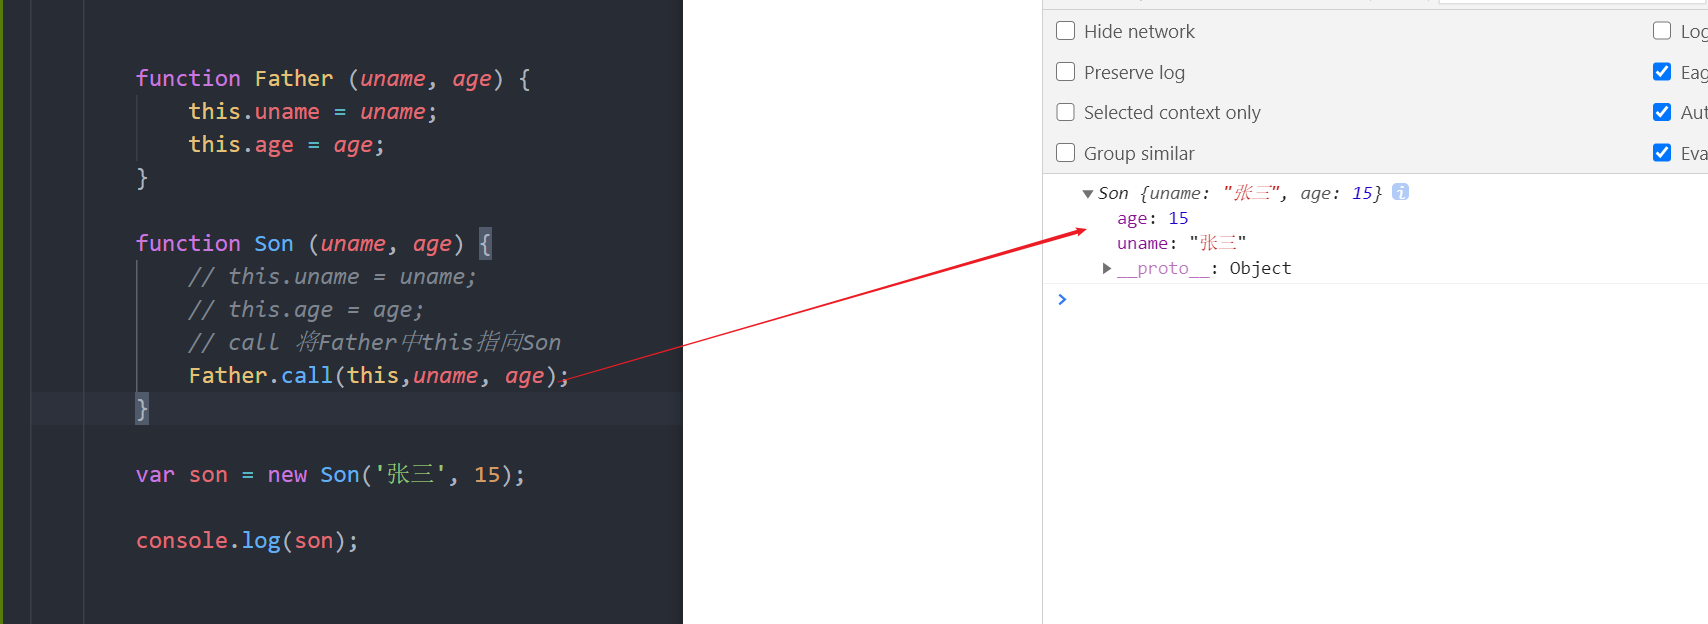 function Father (uname, age) {
this.uname = uname;
this.age = age;
}
function Son (uname, age) {
// this.uname = uname;
// this.age = age;
// call 将Father中this指向Son
Father.call(this,uname, age);
}
var son = new Son('张三', 15);
console.log(son);
Hide network
Log
Preserve log
Eag
Selected context only
Aut
Group similar
Eva
Son {uname: "张三", age: 15} i
age: 15
uname: "张三"
__proto__: Object